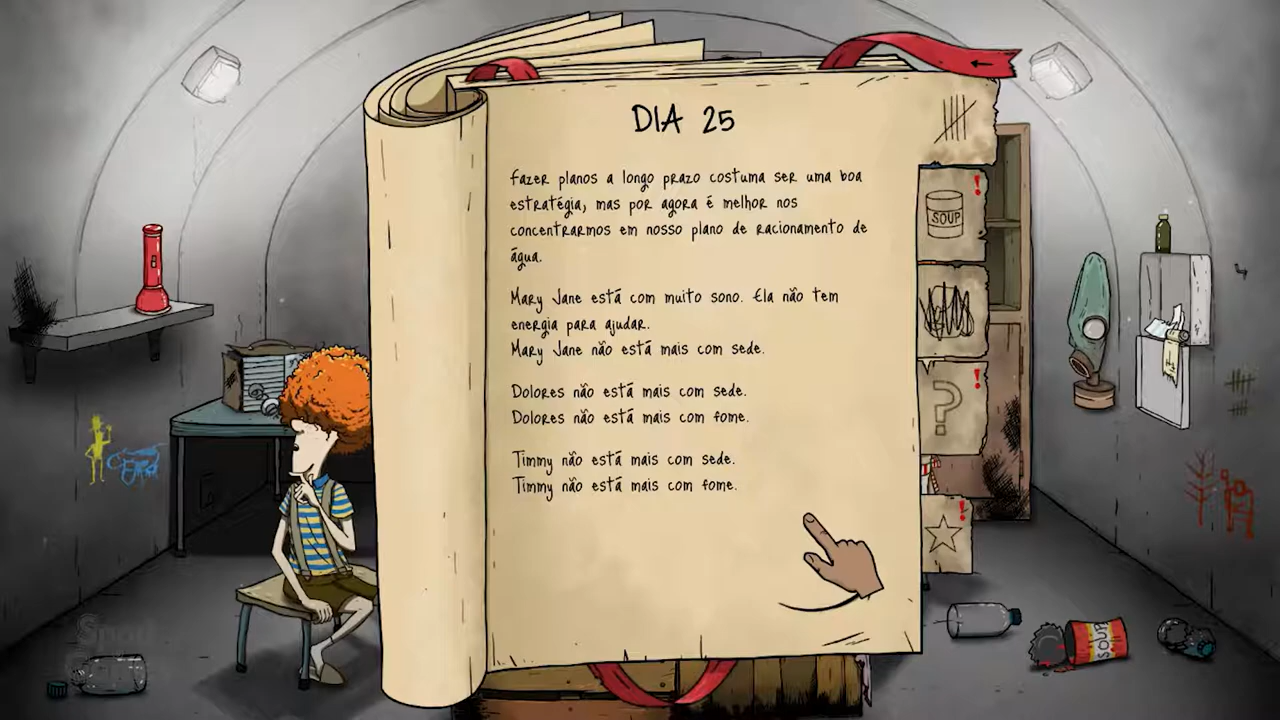 DIA 25
Fazer planos a longo prazo costuma ser uma boa
estratégia, mas por agora é melhor nos
concentrarmos em nosso plano de racionamento de
água.
Mary Jane está com muito sono. Ela não tem
energia para ajudar.
Mary Jane não está mais com sede.
Dolores não está mais com sede.
Dolores não está mais com fome.
Timmy não está mais com sede.
Timmy não está mais com fome.
!
SOUP
!
?
!
SOUP